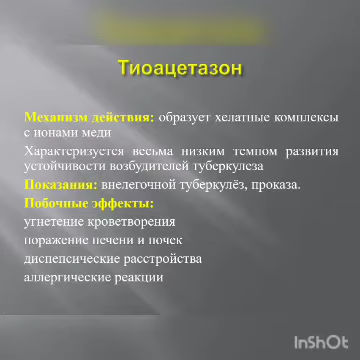 Тиоацетазон
Механизм действия: образует хелатные комплексы
с ионами меди
Характеризуется весьма низким темпом развития
устойчивости возбудителей туберкулеза
Показания: внелегочной туберкулёз, проказа.
Побочные эффекты:
угнетение кроветворения
поражение печени и почек
диспепсические расстройства
аллергические реакции
InShOt